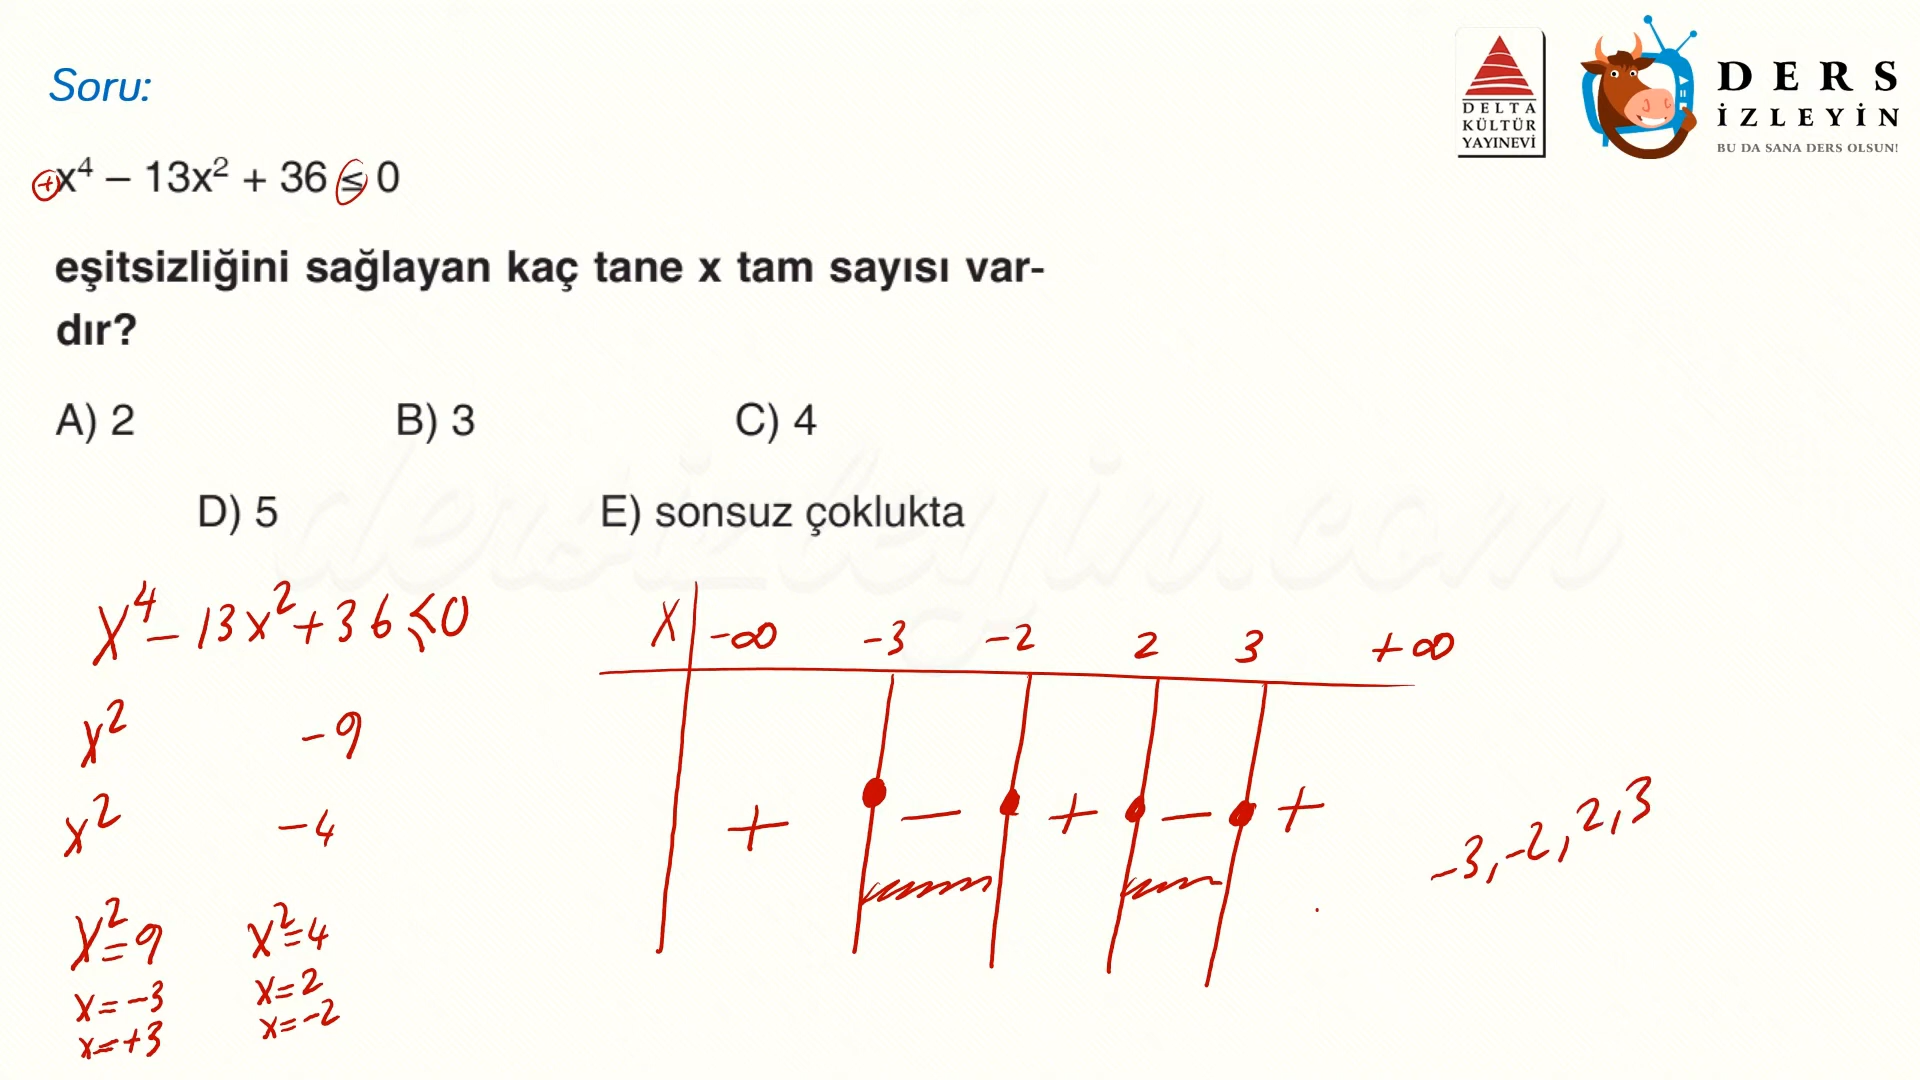 Soru:
DELTA
KÜLTÜR
YAYINEVİ
DERS
İZLEYİN
BU DA SANA DERS OLSUN!
+x⁴ – 13x² + 36 ≤ 0
eşitsizliğini sağlayan kaç tane x tam sayısı var-
dır?
A) 2 B) 3 C) 4
D) 5 E) sonsuz çoklukta
dersizleyin.com
x⁴ - 13x² + 36 ≤ 0
x² -9
x² -4
x² = 9 x² = 4
x = -3 x = 2
x = +3 x = -2
x -∞ -3 -2 2 3 +∞
+ - + - +
-3, -2, 2, 3